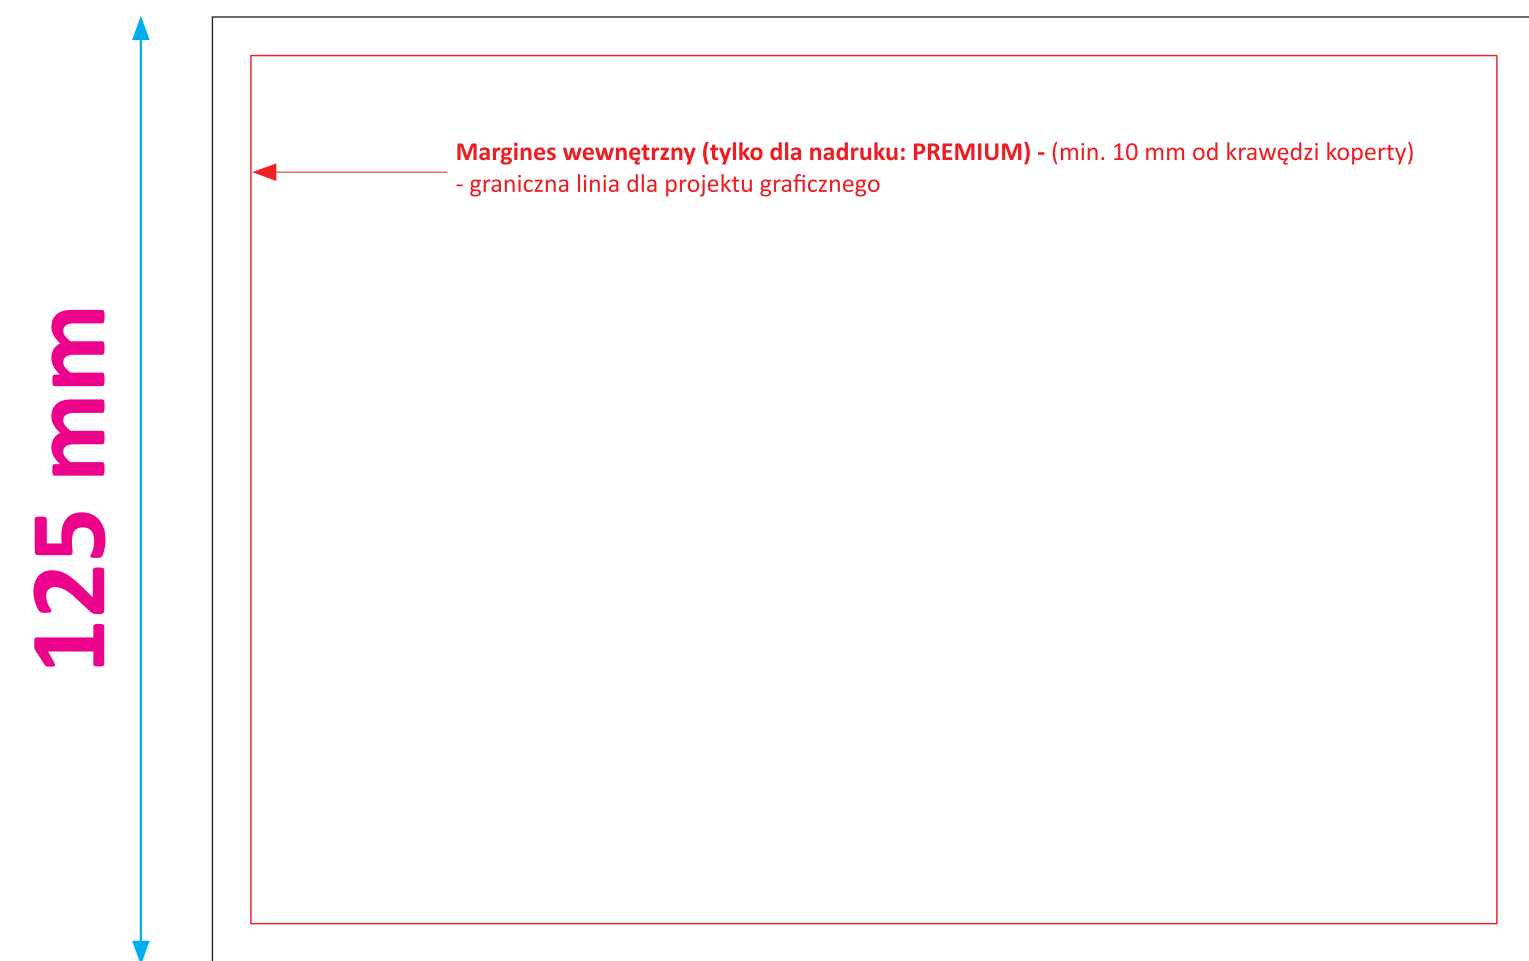 125 mm
Margines wewnętrzny (tylko dla nadruku: PREMIUM) - (min. 10 mm od krawędzi koperty)
- graniczna linia dla projektu graficznego